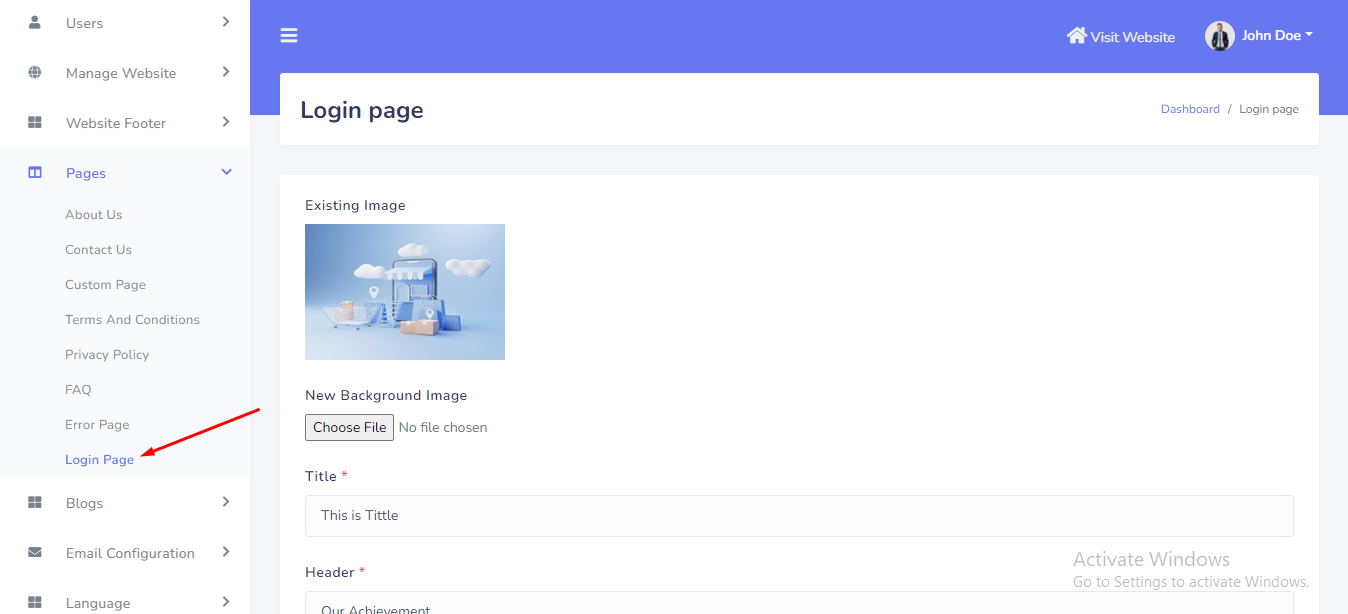 Users
Manage Website
Website Footer
Pages
About Us
Contact Us
Custom Page
Terms And Conditions
Privacy Policy
FAQ
Error Page
Login Page
Blogs
Email Configuration
Language
Visit Website
John Doe
Login page
Dashboard / Login page
Existing Image
New Background Image
Choose File No file chosen
Title *
This is Tittle
Header *
Our Achievement
Activate Windows
Go to Settings to activate Windows.